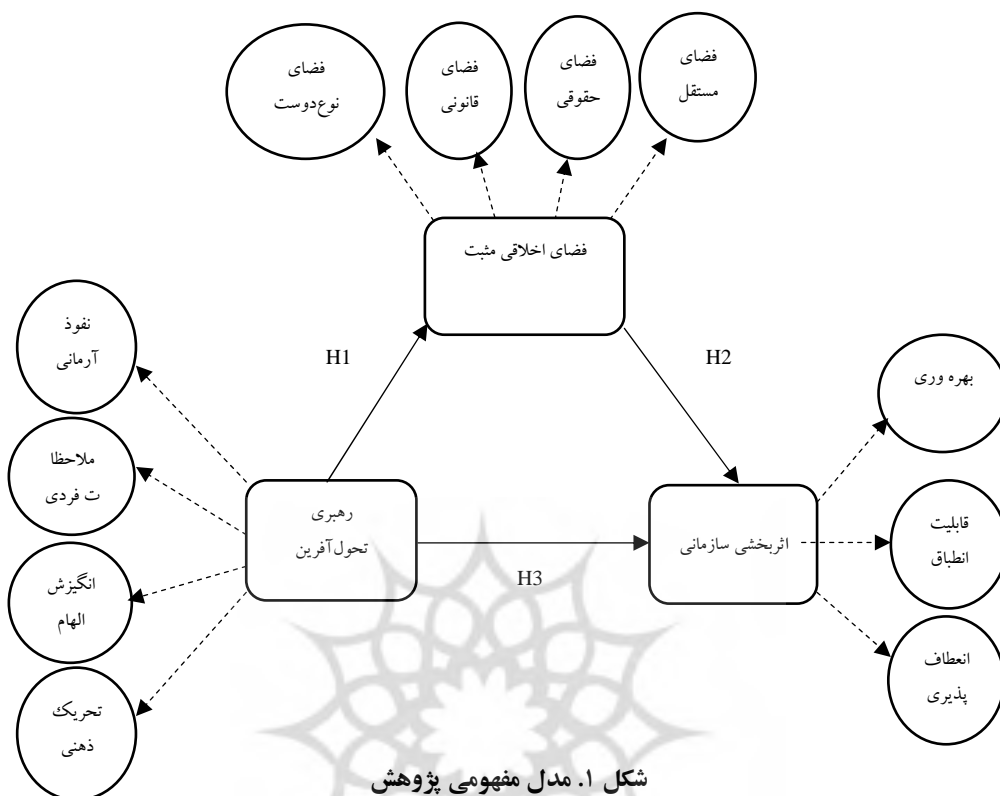 فضای
نوع‌دوست
فضای
قانونی
فضای
حقوقی
فضای
مستقل
فضای اخلاقی مثبت
نفوذ
آرمانی
ملاحظا
ت فردی
انگیزش
الهام
تحریک
ذهنی
رهبری
تحول‌آفرین
H1
H2
H3
اثربخشی سازمانی
بهره وری
قابلیت
انطباق
انعطاف
پذیری
شکل ۱. مدل مفهومی پژوهش